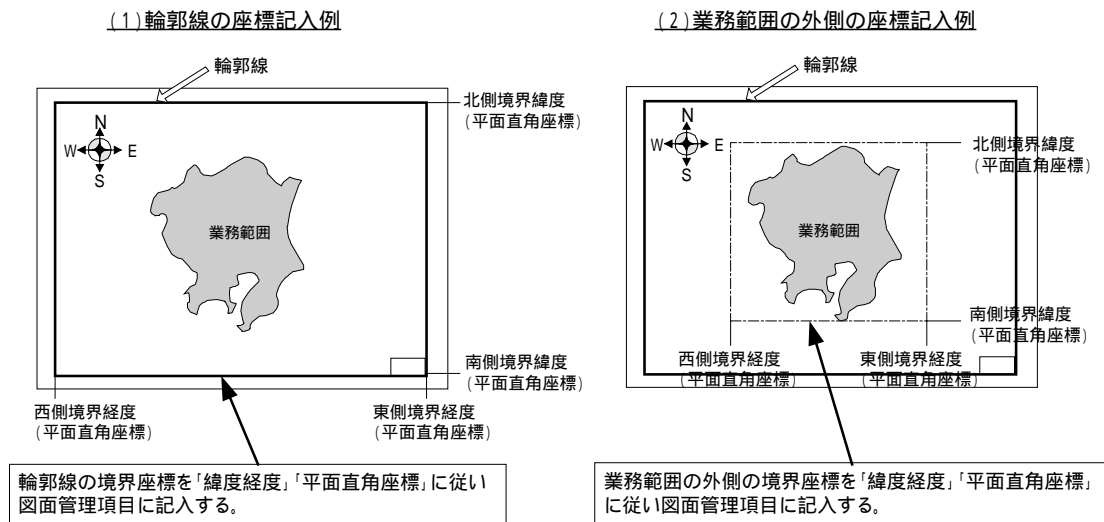 (1)輪郭線の座標記入例
輪郭線
北側境界緯度
(平面直角座標)
N
W
E
S
業務範囲
南側境界緯度
(平面直角座標)
西側境界経度
(平面直角座標)
東側境界経度
(平面直角座標)
輪郭線の境界座標を「緯度経度」「平面直角座標」に従い
図面管理項目に記入する。
(2)業務範囲の外側の座標記入例
輪郭線
北側境界緯度
(平面直角座標)
N
W
E
S
業務範囲
南側境界緯度
(平面直角座標)
西側境界経度
(平面直角座標)
東側境界経度
(平面直角座標)
業務範囲の外側の境界座標を「緯度経度」「平面直角座標」
に従い図面管理項目に記入する。